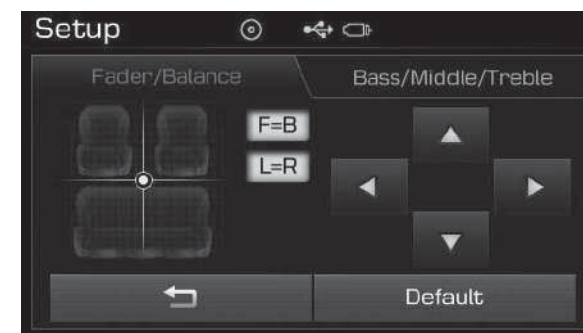 Setup
Fader/Balance
Bass/Middle/Treble
F=B
L=R
Default